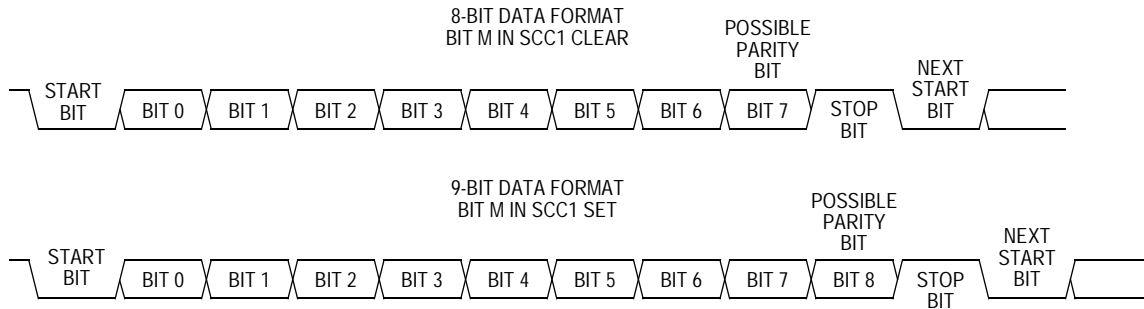 8-BIT DATA FORMAT
BIT M IN SCC1 CLEAR
POSSIBLE
PARITY
BIT
NEXT
START
BIT
START
BIT
BIT 0
BIT 1
BIT 2
BIT 3
BIT 4
BIT 5
BIT 6
BIT 7
STOP
BIT
9-BIT DATA FORMAT
BIT M IN SCC1 SET
POSSIBLE
PARITY
BIT
NEXT
START
BIT
START
BIT
BIT 0
BIT 1
BIT 2
BIT 3
BIT 4
BIT 5
BIT 6
BIT 7
BIT 8
STOP
BIT